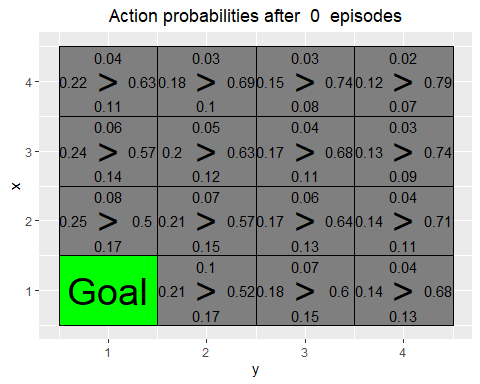 Action probabilities after  0  episodes
0.04 0.03 0.03 0.02
4 0.22 > 0.63 0.18 > 0.69 0.15 > 0.74 0.12 > 0.79
0.11 0.1 0.08 0.07
0.06 0.05 0.04 0.03
3 0.24 > 0.57 0.2 > 0.63 0.17 > 0.68 0.13 > 0.74
0.14 0.12 0.11 0.09
x
0.08 0.07 0.06 0.04
2 0.25 > 0.5 0.21 > 0.57 0.17 > 0.64 0.14 > 0.71
0.17 0.15 0.13 0.11
0.1 0.07 0.04
1 Goal 0.21 > 0.52 0.18 > 0.6 0.14 > 0.68
0.17 0.15 0.13
1 2 3 4
y